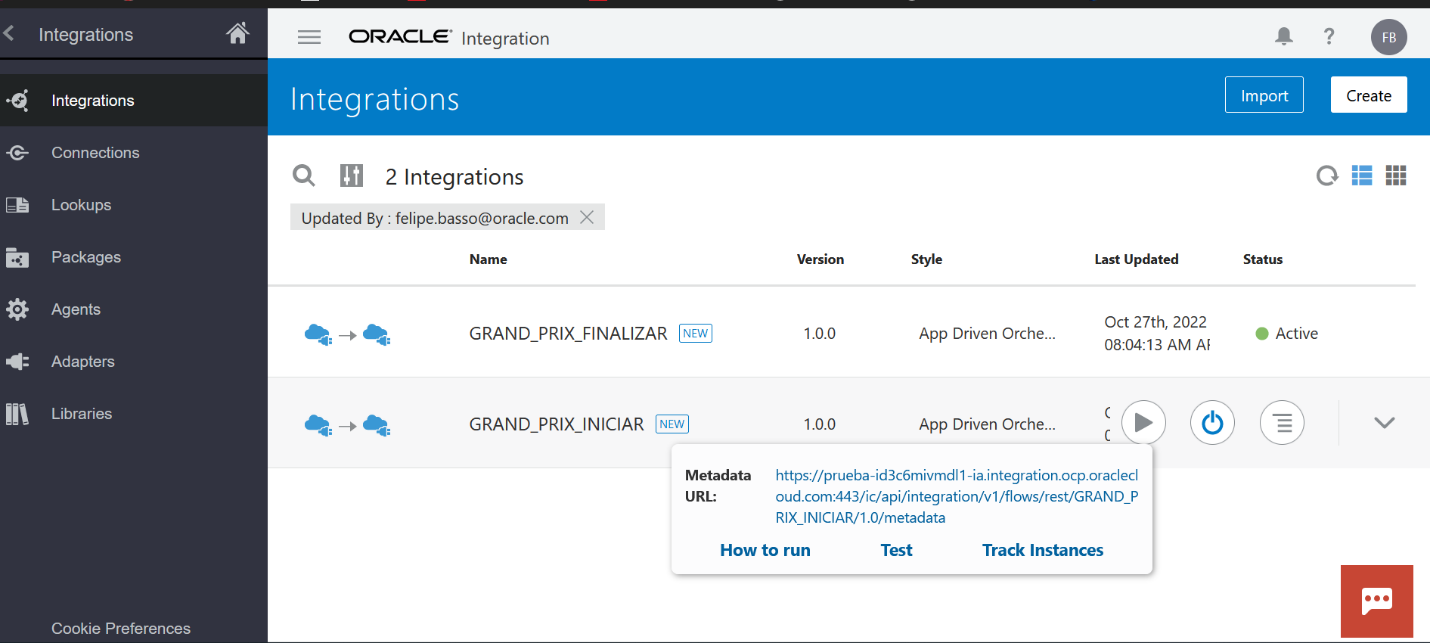 Integrations
ORACLE Integration
FB
Integrations
Connections
Lookups
Packages
Agents
Adapters
Libraries
Cookie Preferences
Integrations
Import
Create
2 Integrations
Updated By : felipe.basso@oracle.com
Name Version Style Last Updated Status
GRAND_PRIX_FINALIZAR NEW 1.0.0 App Driven Orche... Oct 27th, 2022 Active
08:04:13 AM
GRAND_PRIX_INICIAR NEW 1.0.0 App Driven Orche...
Metadata URL:
https://prueba-id3c6mivmdl1-ia.integration.ocp.oraclecl
oud.com:443/ic/api/integration/v1/flows/rest/GRAND_P
RIX_INICIAR/1.0/metadata
How to run Test Track Instances